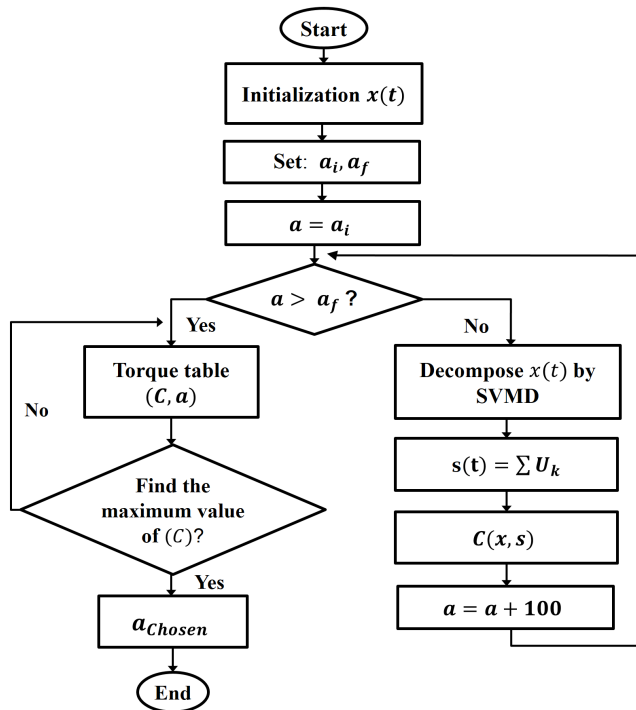 Start
Initialization x(t)
Set: a_i, a_f
a = a_i
a > a_f ?
Yes
No
Torque table
(C, a)
Decompose x(t) by
SVMD
No
s(t) = ∑ U_k
Find the
maximum value
of (C)?
C(x, s)
Yes
a = a + 100
a_Chosen
End